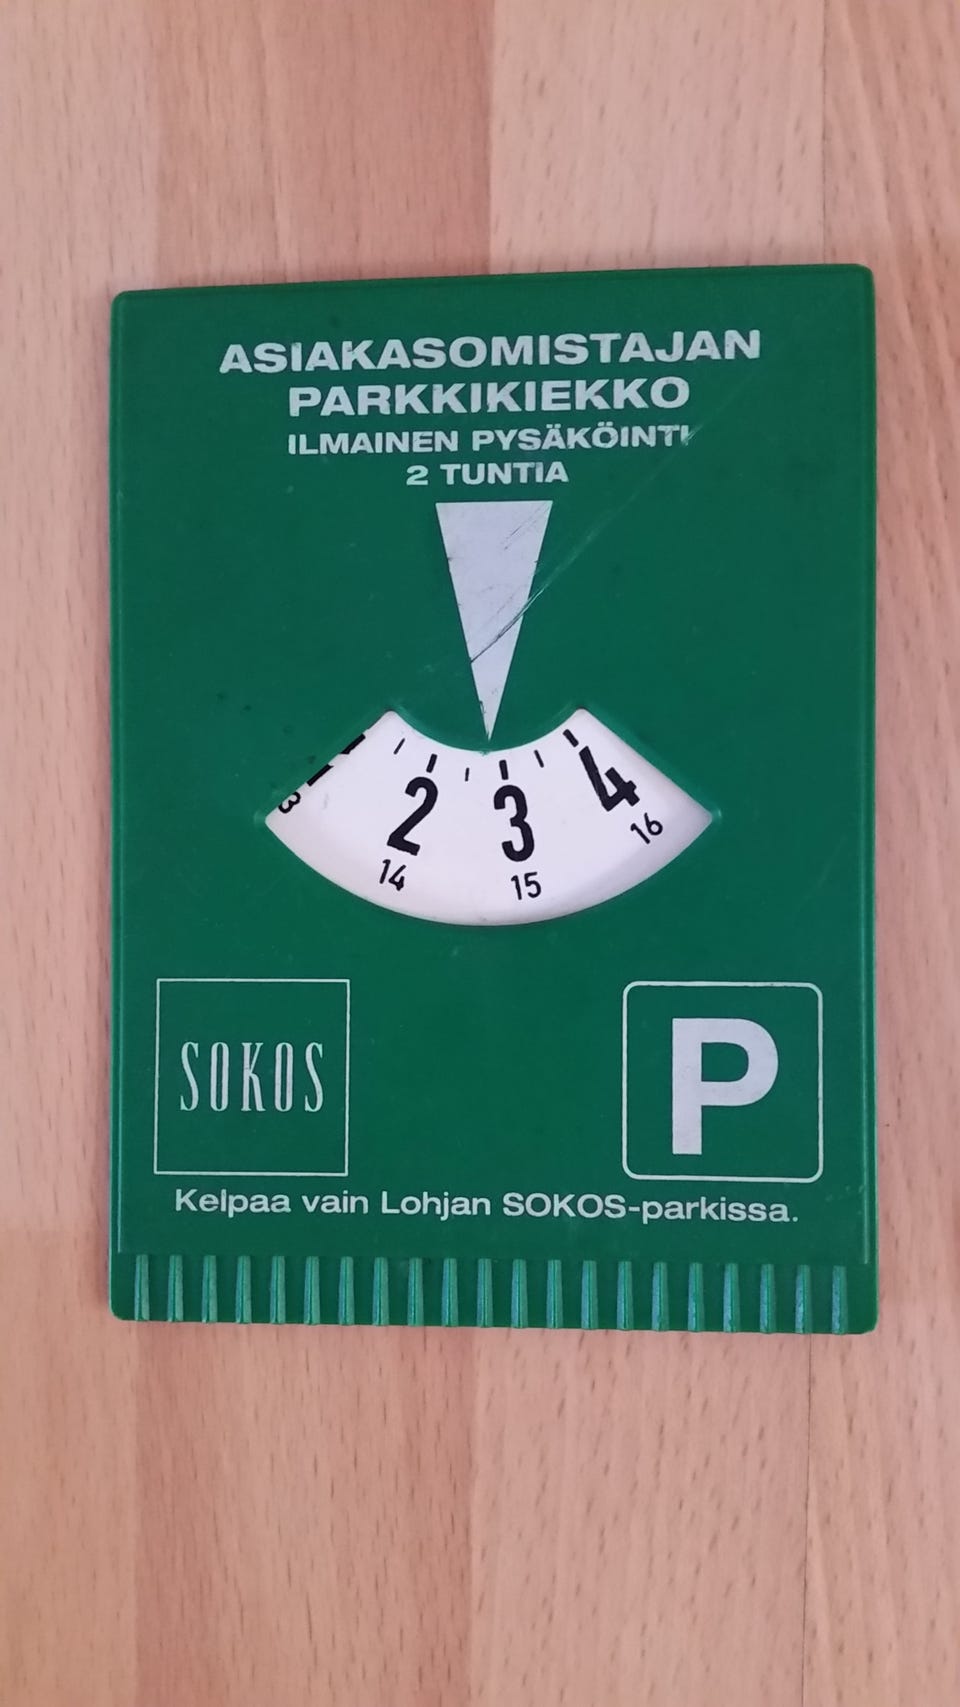 ASIAKASOMISTAJAN
PARKKIKIEKKO
ILMAINEN PYSÄKÖINTI
2 TUNTIA
2 3 4
14 15 16
SOKOS
P
Kelpaa vain Lohjan SOKOS-parkissa.